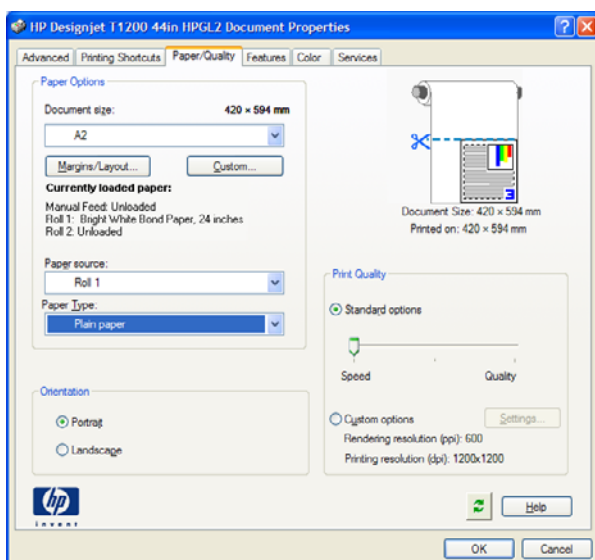 HP Designjet T1200 44in HPGL2 Document Properties
Advanced Printing Shortcuts Paper/Quality Features Color Services
Paper Options
Document size: 420 × 594 mm
A2
Margins/Layout... Custom...
Currently loaded paper:
Manual Feed: Unloaded
Roll 1: Bright White Bond Paper, 24 inches
Roll 2: Unloaded
Paper source:
Roll 1
Paper Type:
Plain paper
Orientation
Portrait
Landscape
3
Document Size: 420 × 594 mm
Printed on: 420 × 594 mm
Print Quality
Standard options
Speed Quality
Custom options Settings...
Rendering resolution (ppi): 600
Printing resolution (dpi): 1200x1200
hp
invent
Help
OK Cancel